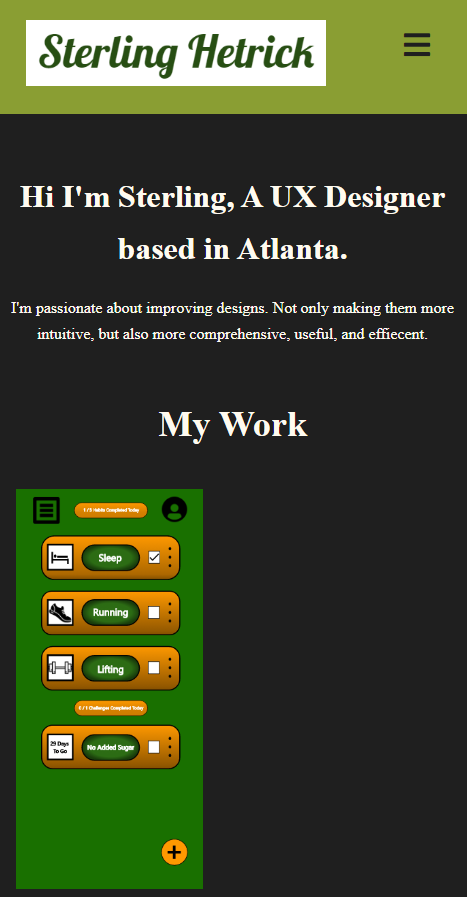 Sterling Hetrick
Hi I'm Sterling, A UX Designer
based in Atlanta.
I'm passionate about improving designs. Not only making them more
intuitive, but also more comprehensive, useful, and effiecent.
My Work
1 / 3 Habits Completed Today
Sleep
Running
Lifting
0 / 1 Challenges Completed Today
29 Days
To Go
No Added Sugar